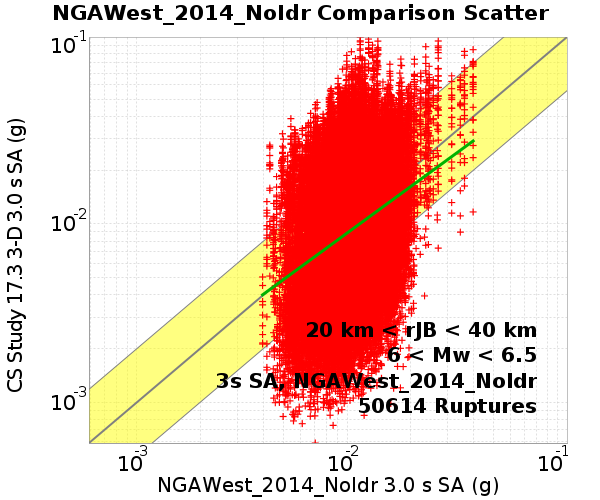 NGAWest_2014_NoIdr Comparison Scatter
10-1
10-2
10-3
CS Study 17.3 3-D 3.0 s SA (g)
20 km < rJB < 40 km
6 < Mw < 6.5
3s SA, NGAWest_2014_NoIdr
50614 Ruptures
10-3
10-2
10-1
NGAWest_2014_NoIdr 3.0 s SA (g)